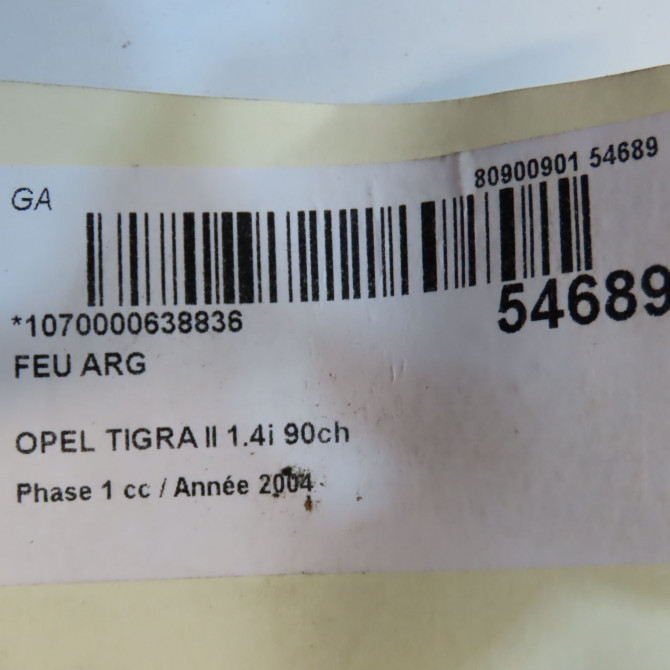 80900901 54689
GA
54689
*1070000638836
FEU ARG
OPEL TIGRA II 1.4i 90ch
Phase 1 cc / Année 2004